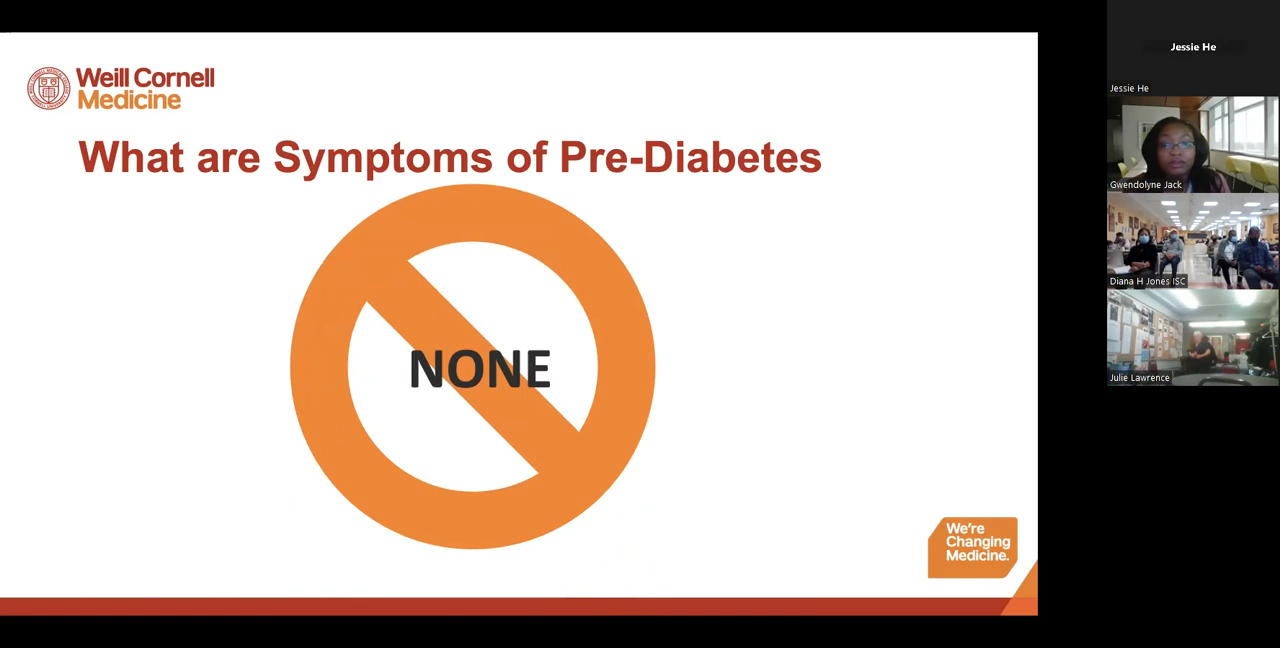 Weill Cornell
Medicine
What are Symptoms of Pre-Diabetes
NONE
We're
Changing
Medicine.
Jessie He
Jessie He
Gwendolyne Jack
Diana H Jones ISC
Julie Lawrence